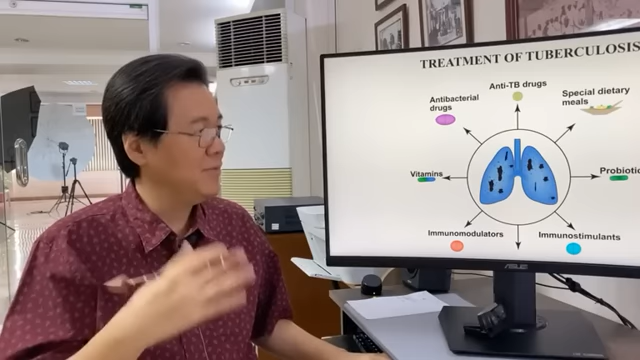 TREATMENT OF TUBERCULOSIS
Anti-TB drugs
Antibacterial
drugs
Special dietary
meals
Vitamins
Probiotic
Immunomodulators
Immunostimulants
ASUS